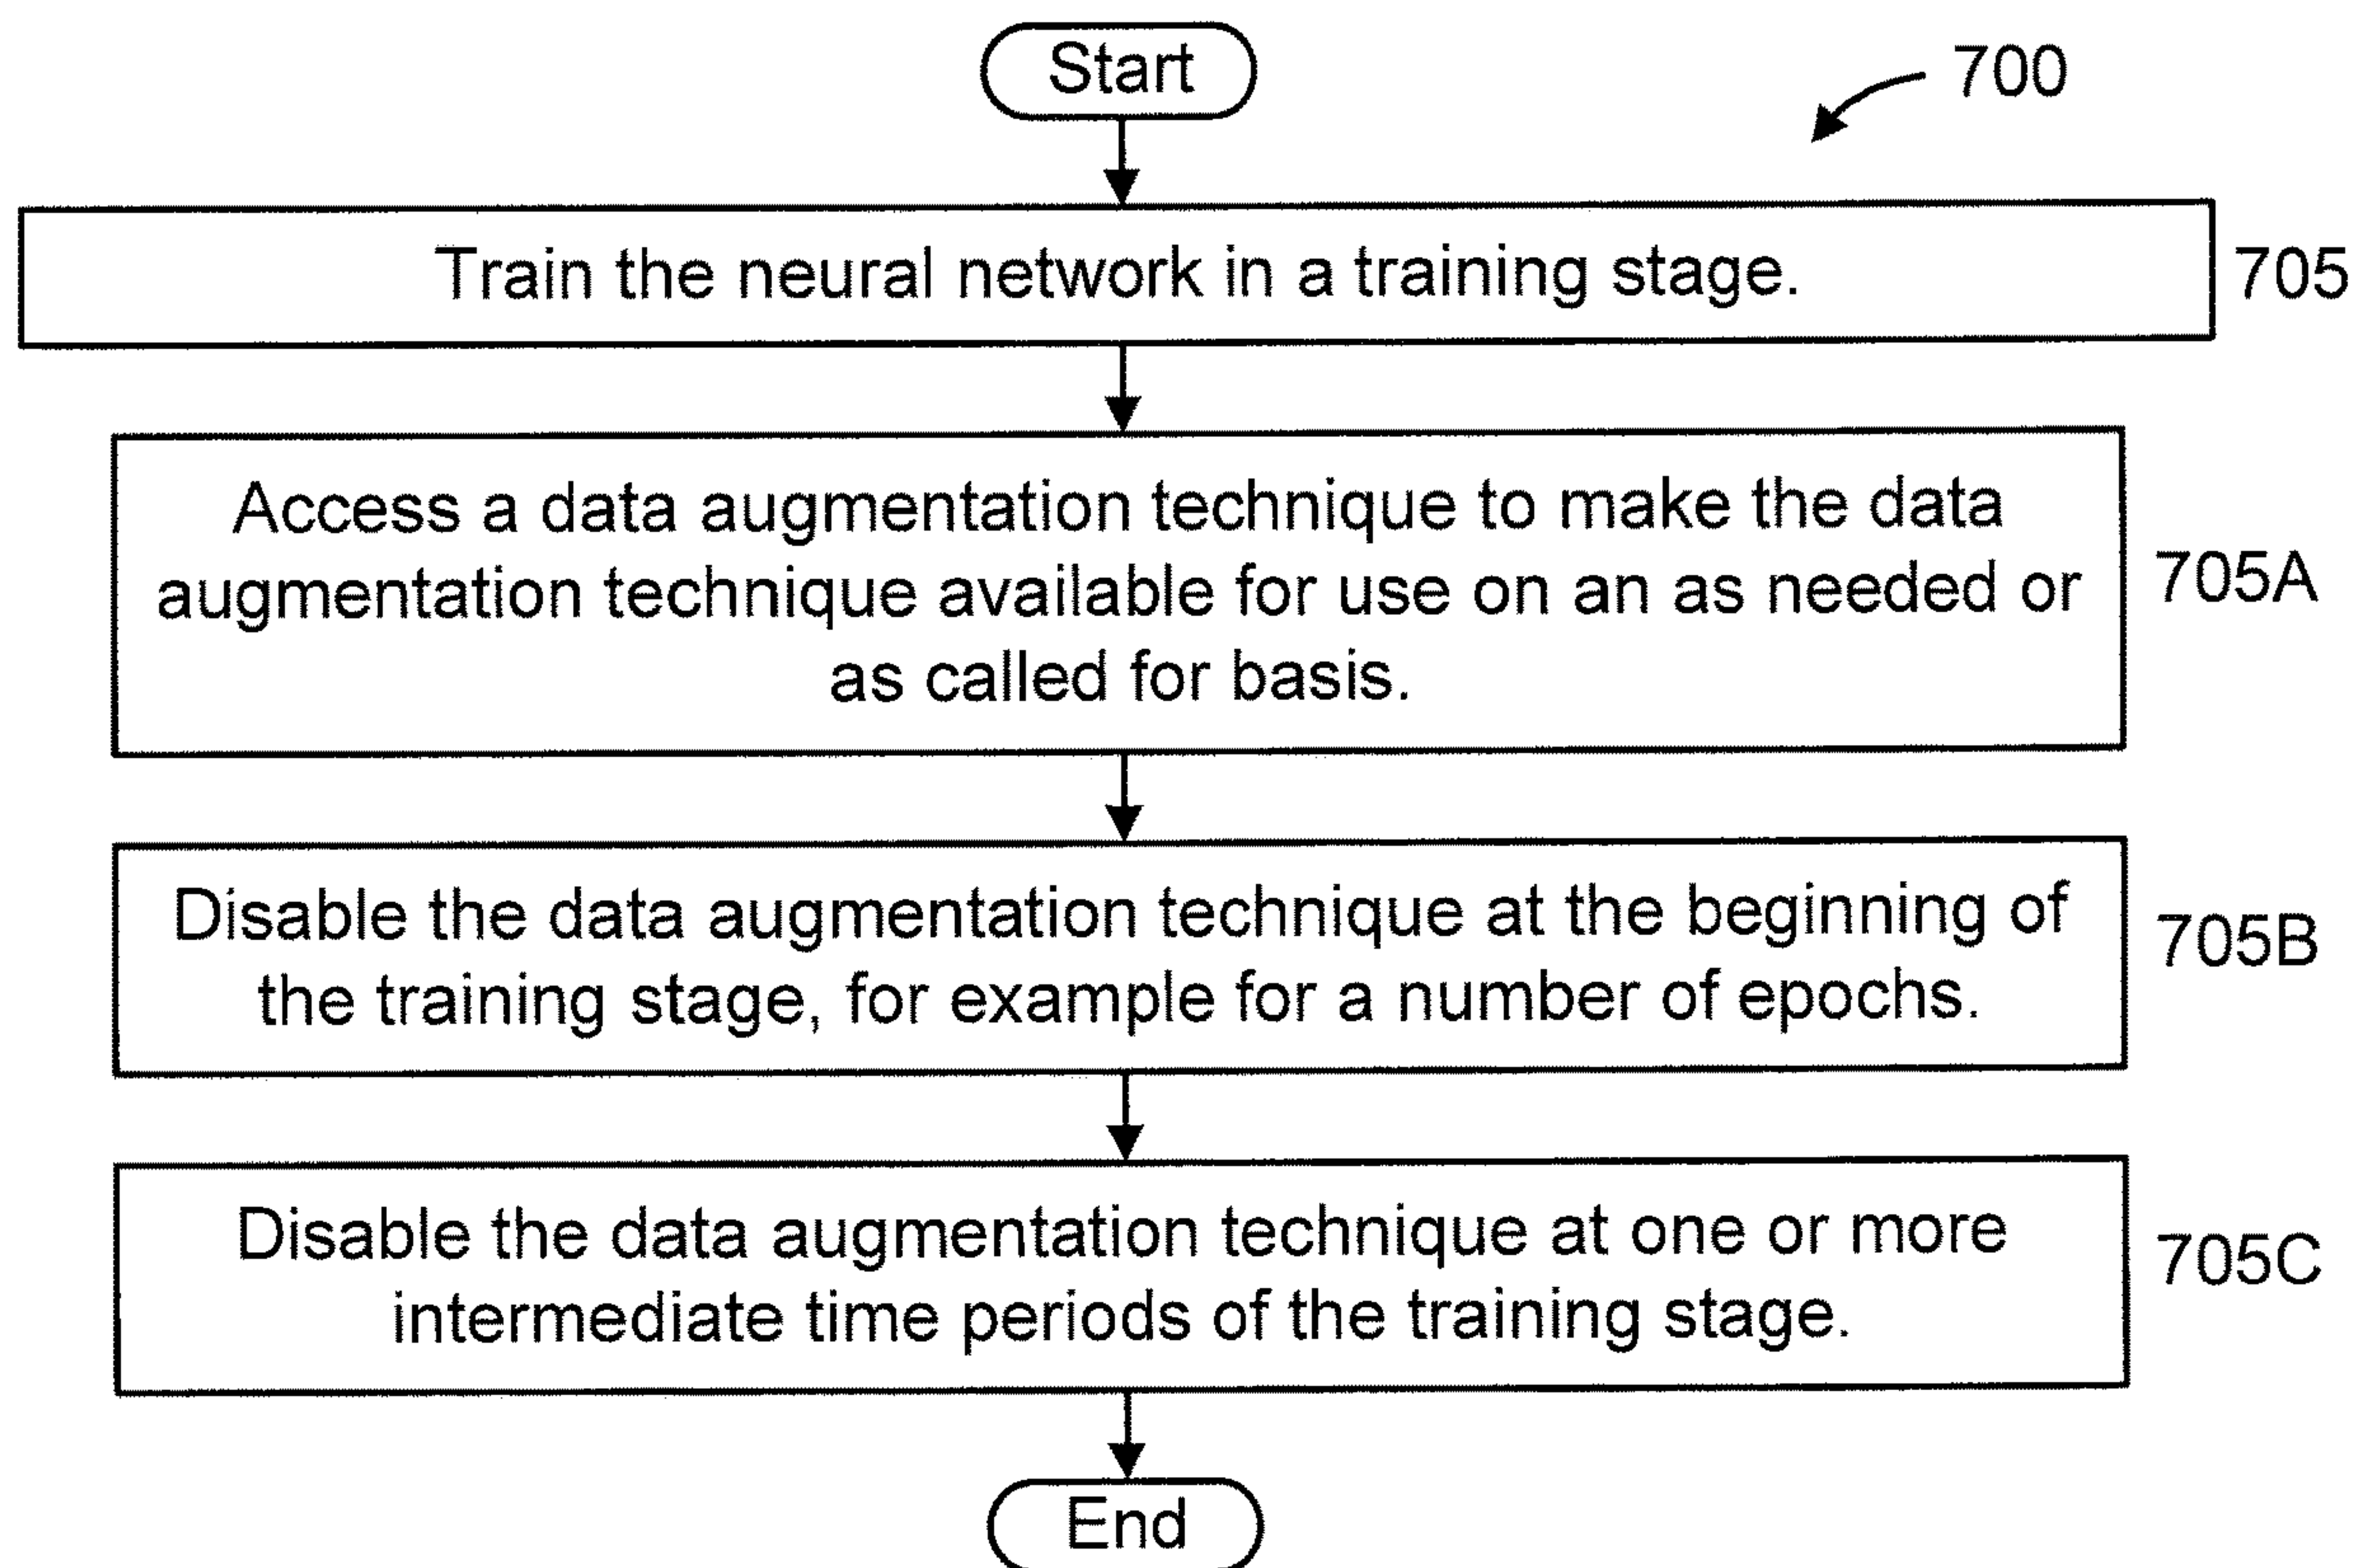 Start
700
Train the neural network in a training stage.
705
Access a data augmentation technique to make the data
augmentation technique available for use on an as needed or
as called for basis.
705A
Disable the data augmentation technique at the beginning of
the training stage, for example for a number of epochs.
705B
Disable the data augmentation technique at one or more
intermediate time periods of the training stage.
705C
End